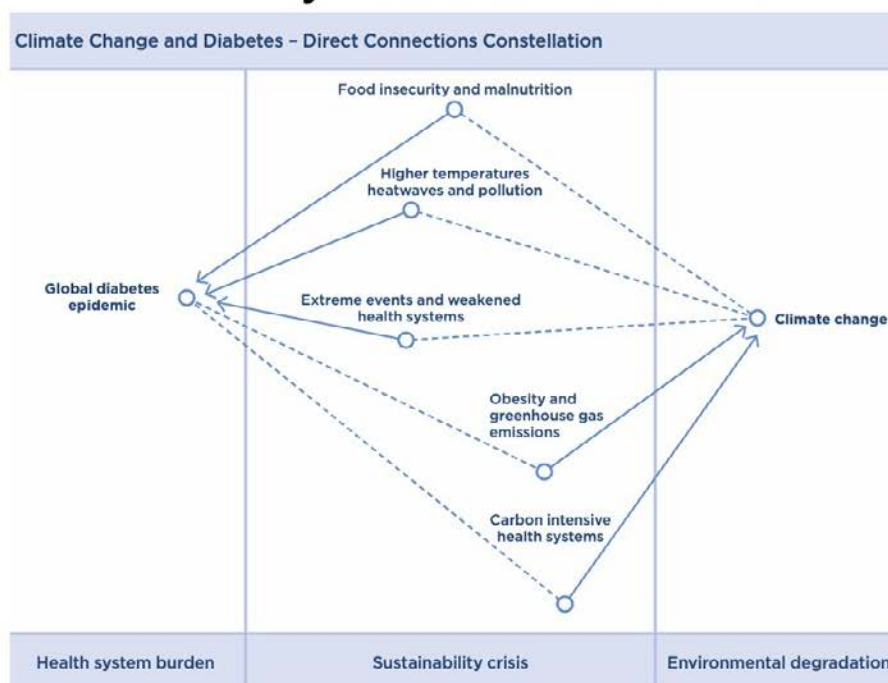 Climate Change and Diabetes – Direct Connections Constellation
Food insecurity and malnutrition
Higher temperatures
heatwaves and pollution
Global diabetes
epidemic
Extreme events and weakened
health systems
Climate change
Obesity and
greenhouse gas
emissions
Carbon intensive
health systems
Health system burden
Sustainability crisis
Environmental degradation